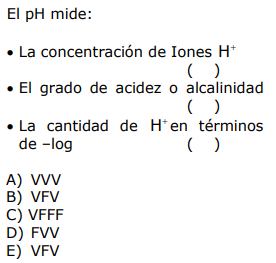 El pH mide:
• La concentración de Iones H⁺
( )
• El grado de acidez o alcalinidad
( )
• La cantidad de H⁺ en términos
de –log ( )
A) VVV
B) VFV
C) VFFF
D) FVV
E) VFV